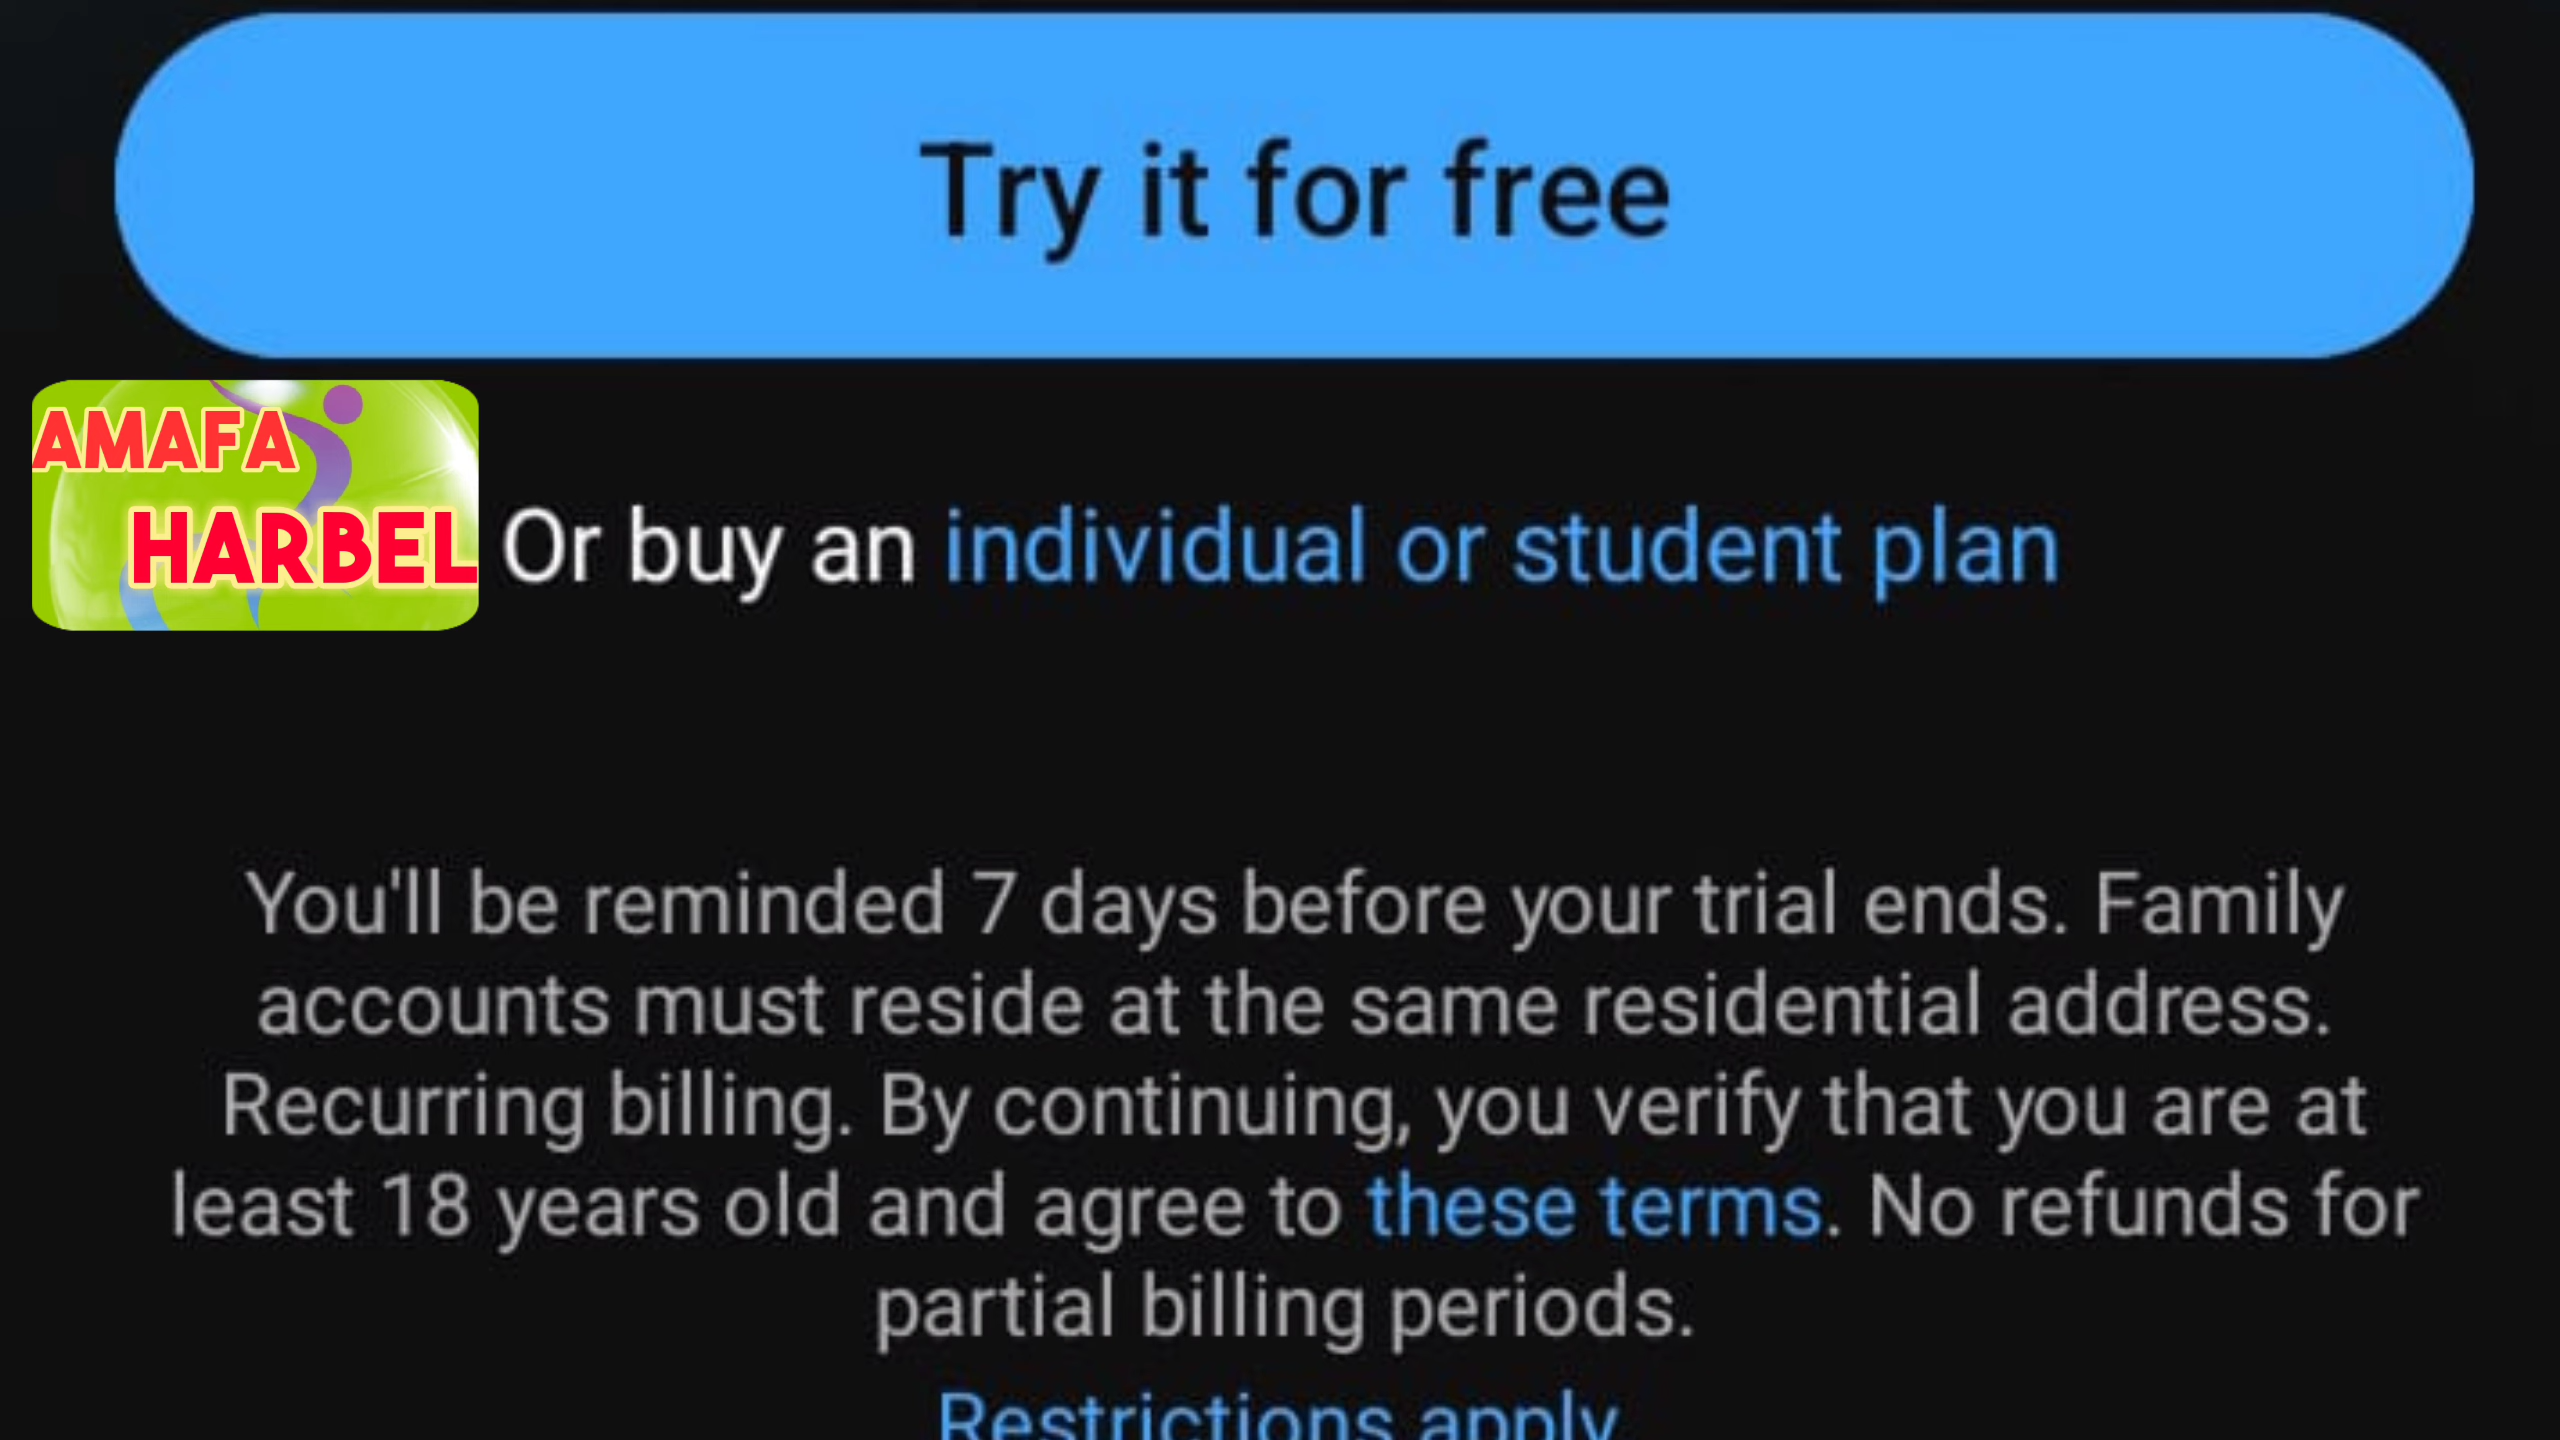 Try it for free
AMAFA
HARBEL
Or buy an individual or student plan
You'll be reminded 7 days before your trial ends. Family
accounts must reside at the same residential address.
Recurring billing. By continuing, you verify that you are at
least 18 years old and agree to these terms. No refunds for
partial billing periods.
Restrictions apply.